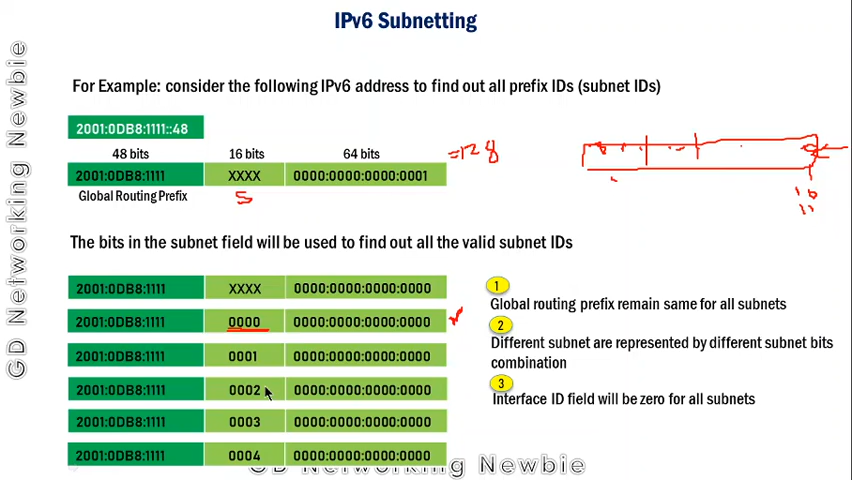 IPv6 Subnetting
For Example: consider the following IPv6 address to find out all prefix IDs (subnet IDs)
2001:0DB8:1111::48
48 bits 16 bits 64 bits
=128
2001:0DB8:1111 XXXX 0000:0000:0000:0001
Global Routing Prefix
S
10
11
The bits in the subnet field will be used to find out all the valid subnet IDs
2001:0DB8:1111 XXXX 0000:0000:0000:0000
2001:0DB8:1111 0000 0000:0000:0000:0000
2001:0DB8:1111 0001 0000:0000:0000:0000
2001:0DB8:1111 0002 0000:0000:0000:0000
2001:0DB8:1111 0003 0000:0000:0000:0000
2001:0DB8:1111 0004 0000:0000:0000:0000
1
Global routing prefix remain same for all subnets
2
Different subnet are represented by different subnet bits
combination
3
Interface ID field will be zero for all subnets
GD Networking Newbie
GD Networking Newbie